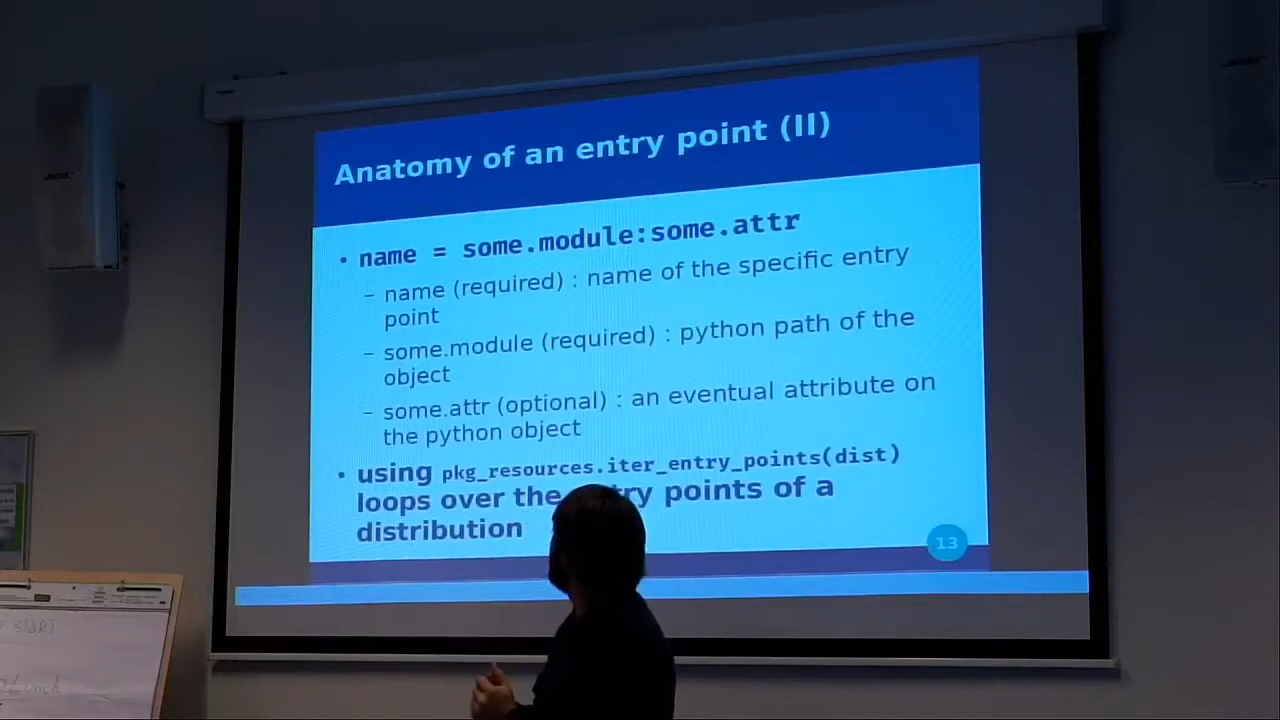 Anatomy of an entry point (II)
• name = some.module:some.attr
– name (required) : name of the specific entry
point
– some.module (required) : python path of the
object
– some.attr (optional) : an eventual attribute on
the python object
• using pkg_resources.iter_entry_points(dist)
loops over the entry points of a
distribution
13
START